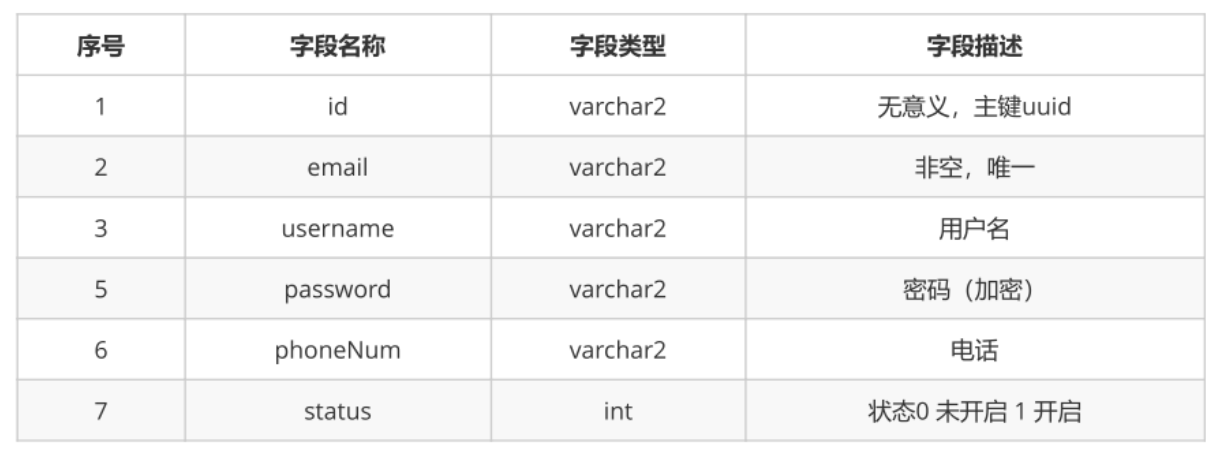 序号 字段名称 字段类型 字段描述
1 id varchar2 无意义，主键uuid
2 email varchar2 非空，唯一
3 username varchar2 用户名
5 password varchar2 密码（加密）
6 phoneNum varchar2 电话
7 status int 状态0 未开启 1 开启